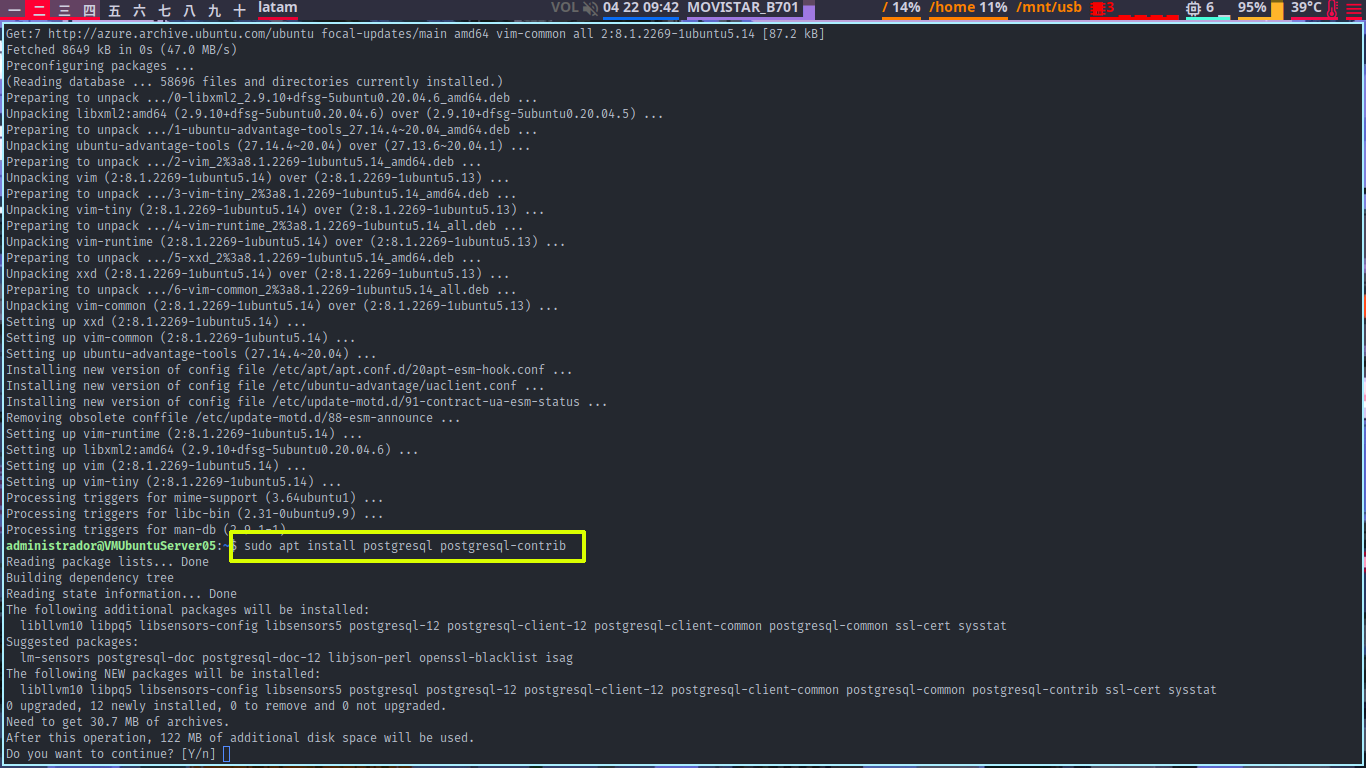 一 二 三 四 五 六 七 八 九 十 latam VOL 04 22 09:42 MOVISTAR_B701 / 14% /home 11% /mnt/usb 3 6 95% 39°C
Get:7 http://azure.archive.ubuntu.com/ubuntu focal-updates/main amd64 vim-common all 2:8.1.2269-1ubuntu5.14 [87.2 kB]
Fetched 8649 kB in 0s (47.0 MB/s)
Preconfiguring packages ...
(Reading database ... 58696 files and directories currently installed.)
Preparing to unpack .../0-libxml2_2.9.10+dfsg-5ubuntu0.20.04.6_amd64.deb ...
Unpacking libxml2:amd64 (2.9.10+dfsg-5ubuntu0.20.04.6) over (2.9.10+dfsg-5ubuntu0.20.04.5) ...
Preparing to unpack .../1-ubuntu-advantage-tools_27.14.4~20.04_amd64.deb ...
Unpacking ubuntu-advantage-tools (27.14.4~20.04) over (27.13.6~20.04.1) ...
Preparing to unpack .../2-vim_2%3a8.1.2269-1ubuntu5.14_amd64.deb ...
Unpacking vim (2:8.1.2269-1ubuntu5.14) over (2:8.1.2269-1ubuntu5.13) ...
Preparing to unpack .../3-vim-tiny_2%3a8.1.2269-1ubuntu5.14_amd64.deb ...
Unpacking vim-tiny (2:8.1.2269-1ubuntu5.14) over (2:8.1.2269-1ubuntu5.13) ...
Preparing to unpack .../4-vim-runtime_2%3a8.1.2269-1ubuntu5.14_all.deb ...
Unpacking vim-runtime (2:8.1.2269-1ubuntu5.14) over (2:8.1.2269-1ubuntu5.13) ...
Preparing to unpack .../5-xxd_2%3a8.1.2269-1ubuntu5.14_amd64.deb ...
Unpacking xxd (2:8.1.2269-1ubuntu5.14) over (2:8.1.2269-1ubuntu5.13) ...
Preparing to unpack .../6-vim-common_2%3a8.1.2269-1ubuntu5.14_all.deb ...
Unpacking vim-common (2:8.1.2269-1ubuntu5.14) over (2:8.1.2269-1ubuntu5.13) ...
Setting up xxd (2:8.1.2269-1ubuntu5.14) ...
Setting up vim-common (2:8.1.2269-1ubuntu5.14) ...
Setting up ubuntu-advantage-tools (27.14.4~20.04) ...
Installing new version of config file /etc/apt/apt.conf.d/20apt-esm-hook.conf ...
Installing new version of config file /etc/ubuntu-advantage/uaclient.conf ...
Installing new version of config file /etc/update-motd.d/91-contract-ua-esm-status ...
Removing obsolete conffile /etc/update-motd.d/88-esm-announce ...
Setting up vim-runtime (2:8.1.2269-1ubuntu5.14) ...
Setting up libxml2:amd64 (2.9.10+dfsg-5ubuntu0.20.04.6) ...
Setting up vim (2:8.1.2269-1ubuntu5.14) ...
Setting up vim-tiny (2:8.1.2269-1ubuntu5.14) ...
Processing triggers for mime-support (3.64ubuntu1) ...
Processing triggers for libc-bin (2.31-0ubuntu9.9) ...
Processing triggers for man-db (2.9.1-1)
administrador@VMUbuntuServer05:~$ sudo apt install postgresql postgresql-contrib
Reading package lists... Done
Building dependency tree
Reading state information... Done
The following additional packages will be installed:
libllvm10 libpq5 libsensors-config libsensors5 postgresql-12 postgresql-client-12 postgresql-client-common postgresql-common ssl-cert sysstat
Suggested packages:
lm-sensors postgresql-doc postgresql-doc-12 libjson-perl openssl-blacklist isag
The following NEW packages will be installed:
libllvm10 libpq5 libsensors-config libsensors5 postgresql postgresql-12 postgresql-client-12 postgresql-client-common postgresql-common postgresql-contrib ssl-cert sysstat
0 upgraded, 12 newly installed, 0 to remove and 0 not upgraded.
Need to get 30.7 MB of archives.
After this operation, 122 MB of additional disk space will be used.
Do you want to continue? [Y/n]